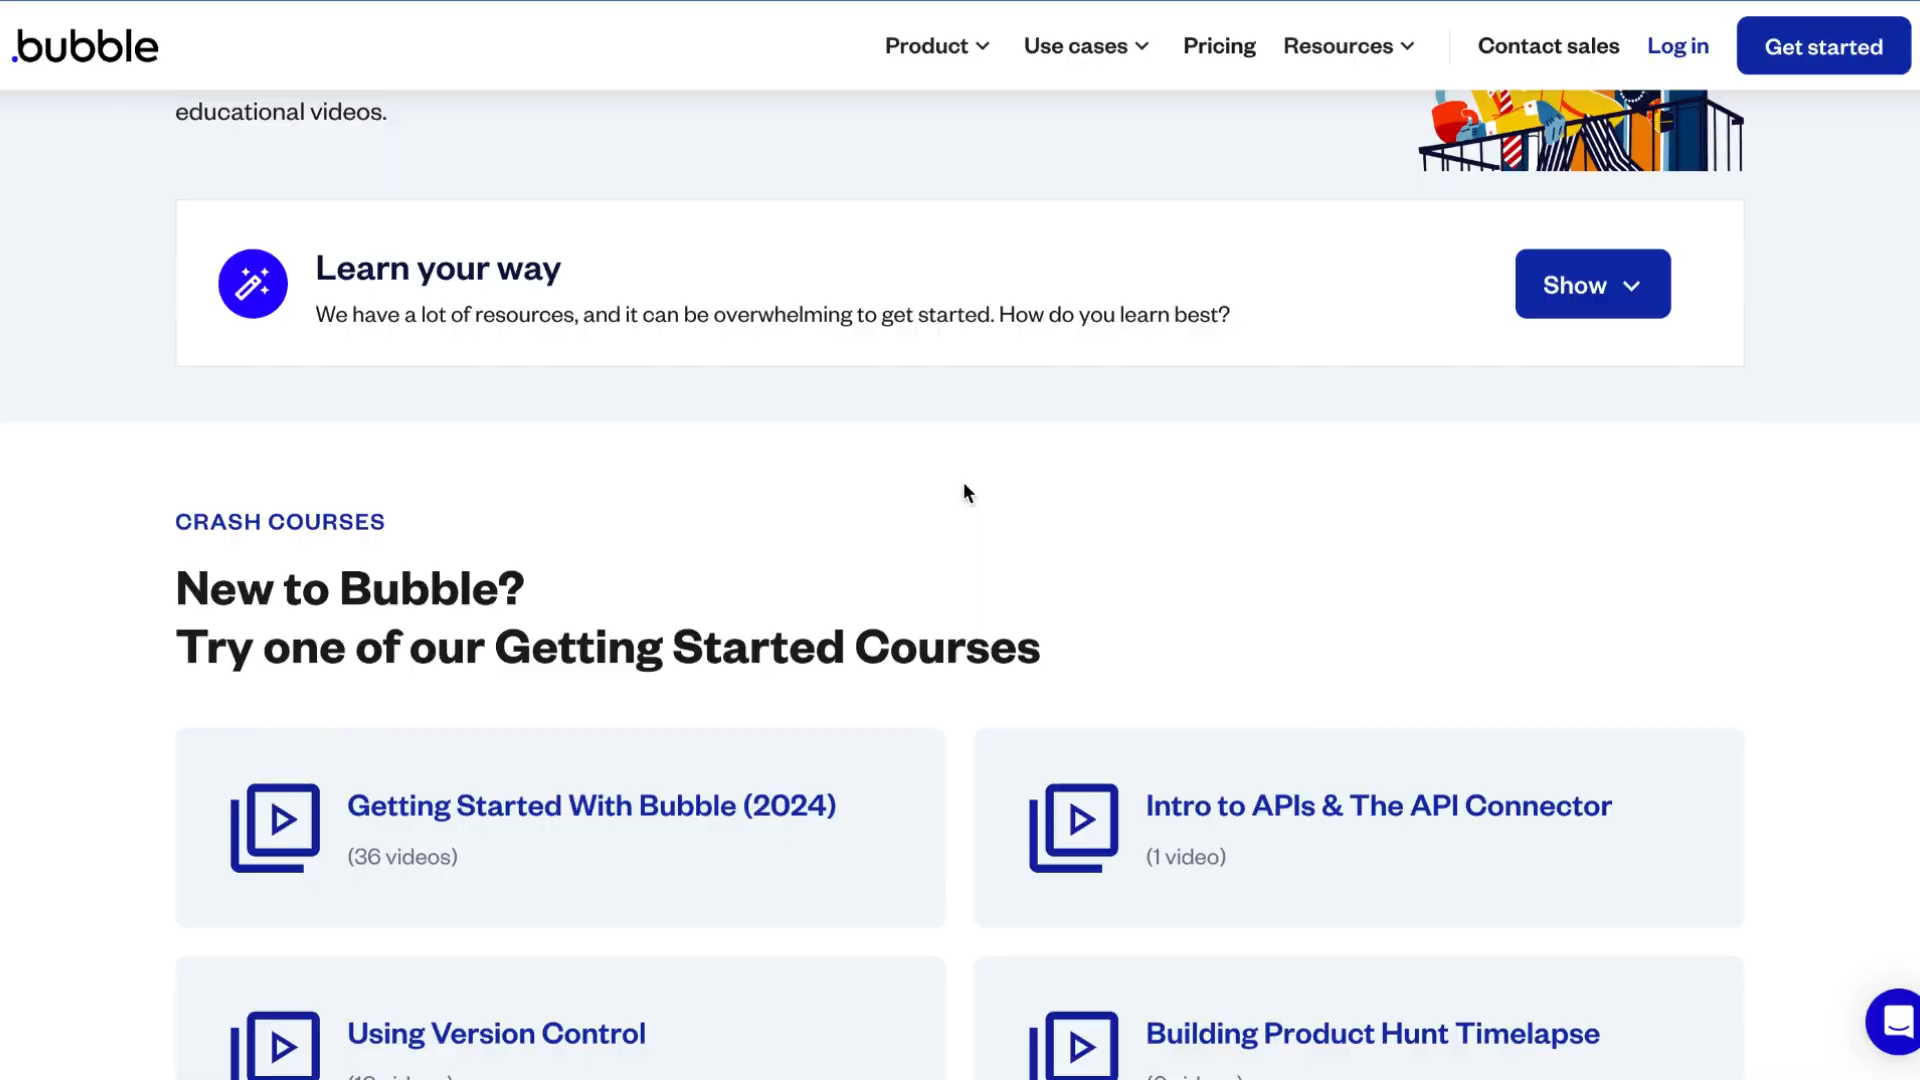 .bubble
Product
Use cases
Pricing
Resources
Contact sales
Log in
Get started
educational videos.
Learn your way
We have a lot of resources, and it can be overwhelming to get started. How do you learn best?
Show
CRASH COURSES
New to Bubble?
Try one of our Getting Started Courses
Getting Started With Bubble (2024)
(36 videos)
Intro to APIs & The API Connector
(1 video)
Using Version Control
Building Product Hunt Timelapse